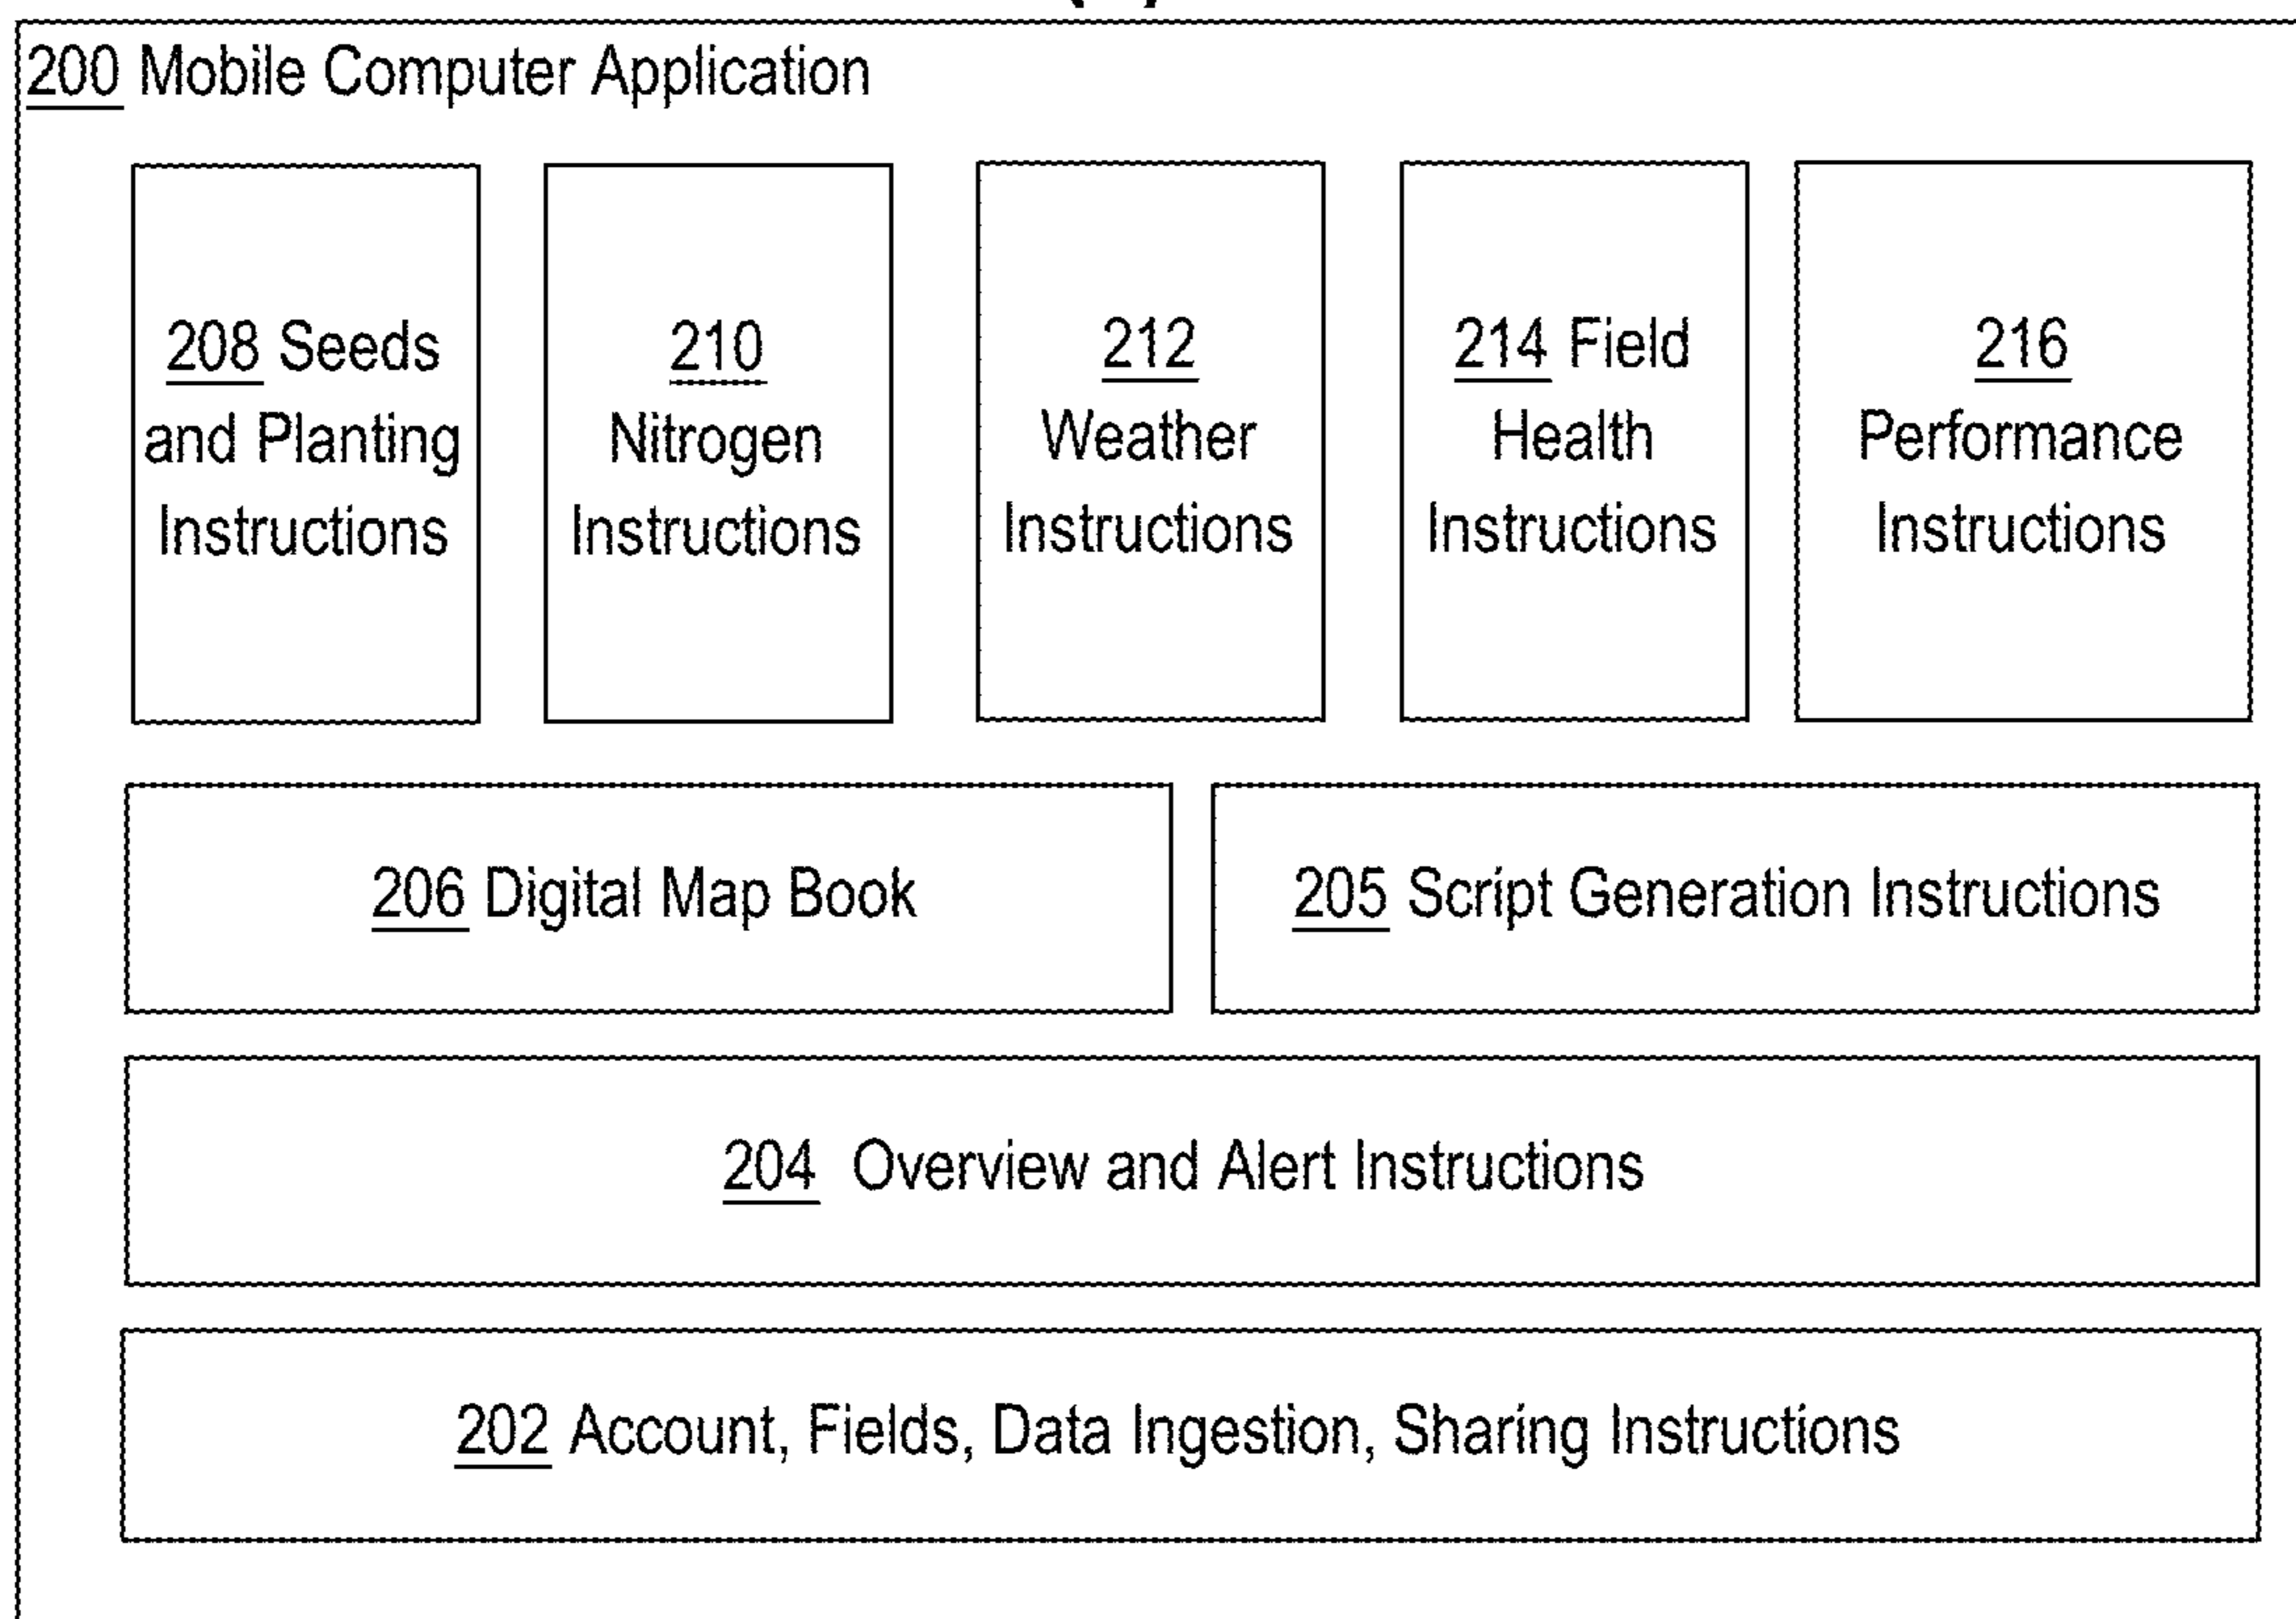 200 Mobile Computer Application
208 Seeds
and Planting
Instructions
210
Nitrogen
Instructions
212
Weather
Instructions
214 Field
Health
Instructions
216
Performance
Instructions
206 Digital Map Book
205 Script Generation Instructions
204 Overview and Alert Instructions
202 Account, Fields, Data Ingestion, Sharing Instructions